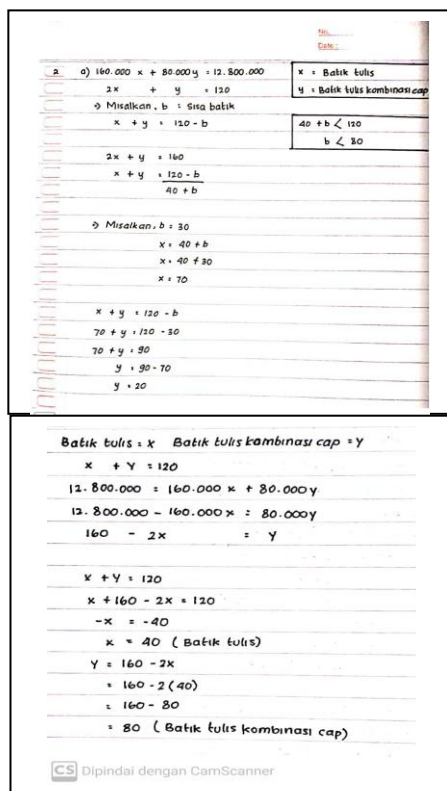 No.
Date :
2 a) 160.000 x + 80.000 y = 12.800.000
x = Batik tulis
2x + y = 120
y = Batik tulis kombinasi cap
→ Misalkan, b = Sisa batik
x + y = 120 - b
40 + b < 120
b < 80
2x + y = 160
x + y = 120 - b
40 + b
→ Misalkan, b = 30
x = 40 + b
x = 40 + 30
x = 70
x + y = 120 - b
70 + y = 120 - 30
70 + y = 90
y = 90 - 70
y = 20
Batik tulis = x Batik tulis kombinasi cap = y
x + y = 120
12.800.000 = 160.000 x + 80.000 y
12.800.000 - 160.000 x = 80.000 y
160 - 2x = y
x + y = 120
x + 160 - 2x = 120
-x = -40
x = 40 ( Batik tulis)
y = 160 - 2x
= 160 - 2(40)
= 160 - 80
= 80 ( Batik tulis kombinasi cap)
CS Dipindai dengan CamScanner